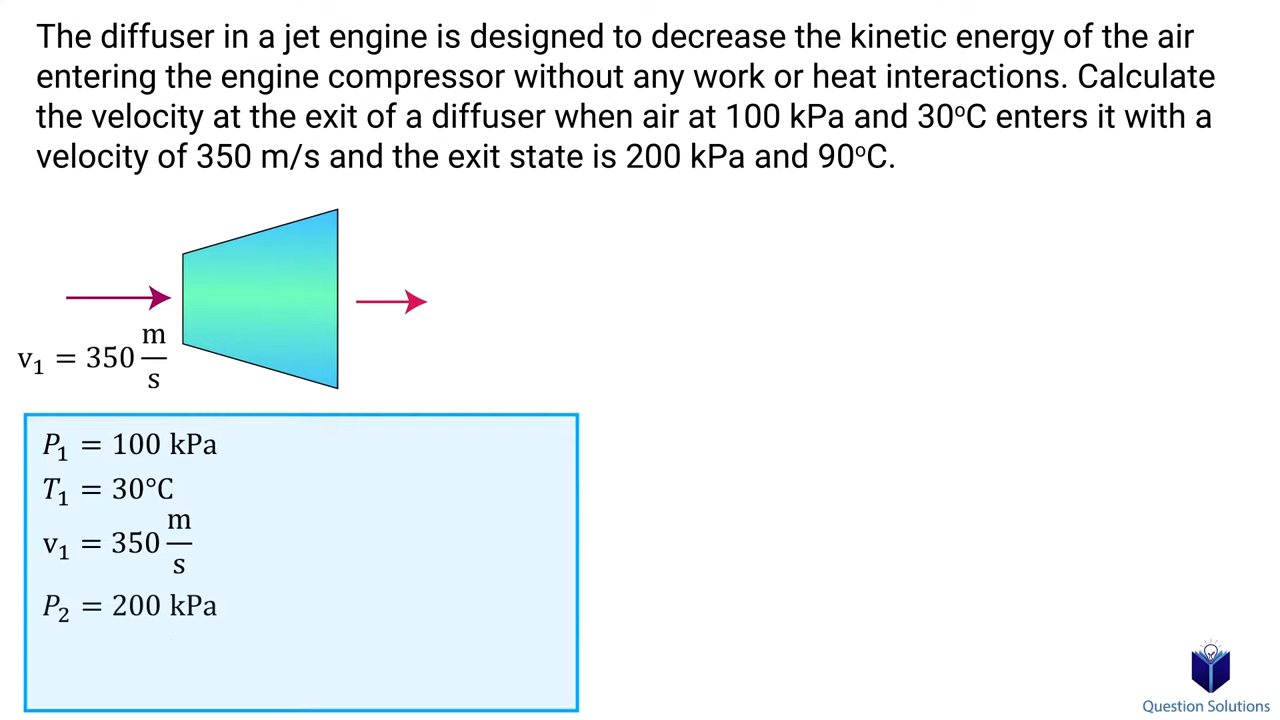 The diffuser in a jet engine is designed to decrease the kinetic energy of the air
entering the engine compressor without any work or heat interactions. Calculate
the velocity at the exit of a diffuser when air at 100 kPa and 30ºC enters it with a
velocity of 350 m/s and the exit state is 200 kPa and 90ºC.
v₁ = 350 m/s
P₁ = 100 kPa
T₁ = 30°C
v₁ = 350 m/s
P₂ = 200 kPa
Question Solutions